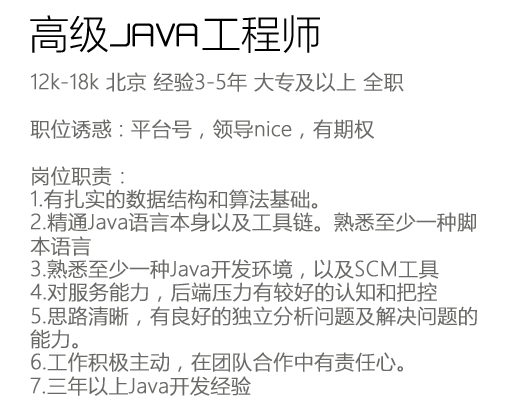 高级JAVA工程师
12k-18k 北京 经验3-5年 大专及以上 全职
职位诱惑：平台号，领导nice，有期权
岗位职责：
1.有扎实的数据结构和算法基础。
2.精通Java语言本身以及工具链。熟悉至少一种脚
本语言
3.熟悉至少一种Java开发环境，以及SCM工具
4.对服务能力，后端压力有较好的认知和把控
5.思路清晰，有良好的独立分析问题及解决问题的
能力。
6.工作积极主动，在团队合作中有责任心。
7.三年以上Java开发经验